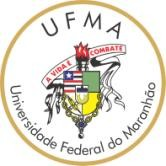 UFMA
A VIDA É COMBATE
Universidade Federal do Maranhão